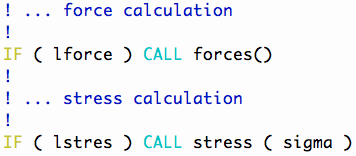 ! ... force calculation
!
IF ( lforce ) CALL forces()
!
! ... stress calculation
!
IF ( lstres ) CALL stress ( sigma )